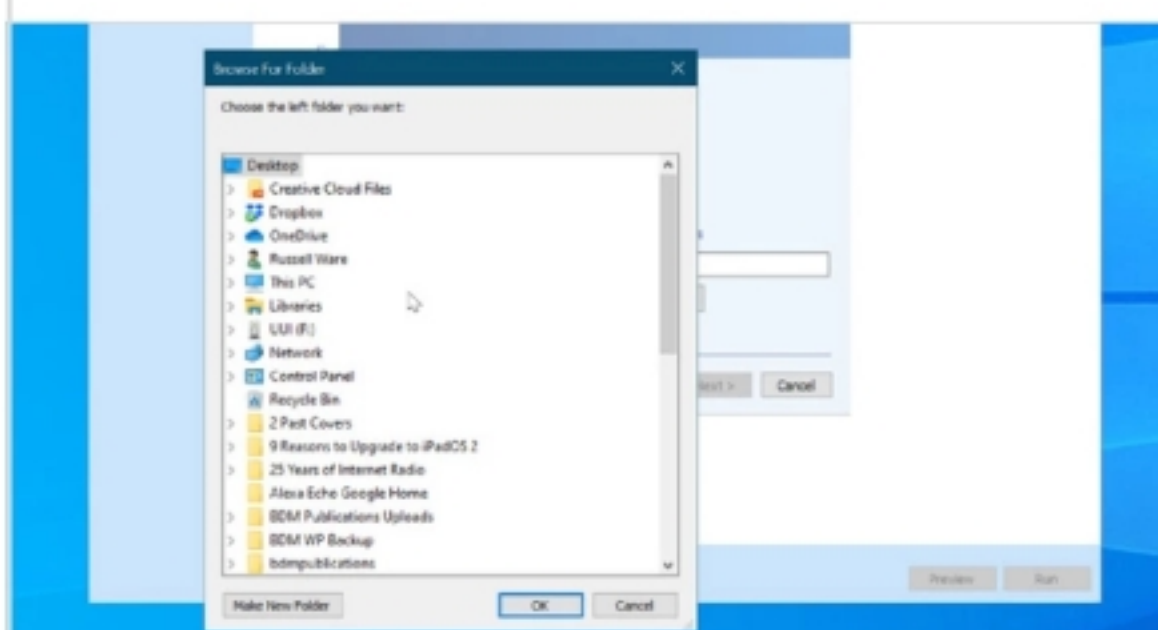 Browse For Folder
Choose the left folder you want:
Desktop
Creative Cloud Files
Dropbox
OneDrive
Russell Ware
This PC
Libraries
UUI (F:)
Network
Control Panel
Recycle Bin
2 Past Covers
9 Reasons to Upgrade to iPadOS 2
25 Years of Internet Radio
Alexa Echo Google Home
BDM Publications Uploads
BDM WP Backup
bdmpublications
Make New Folder
OK
Cancel
Cancel
Preview
Run